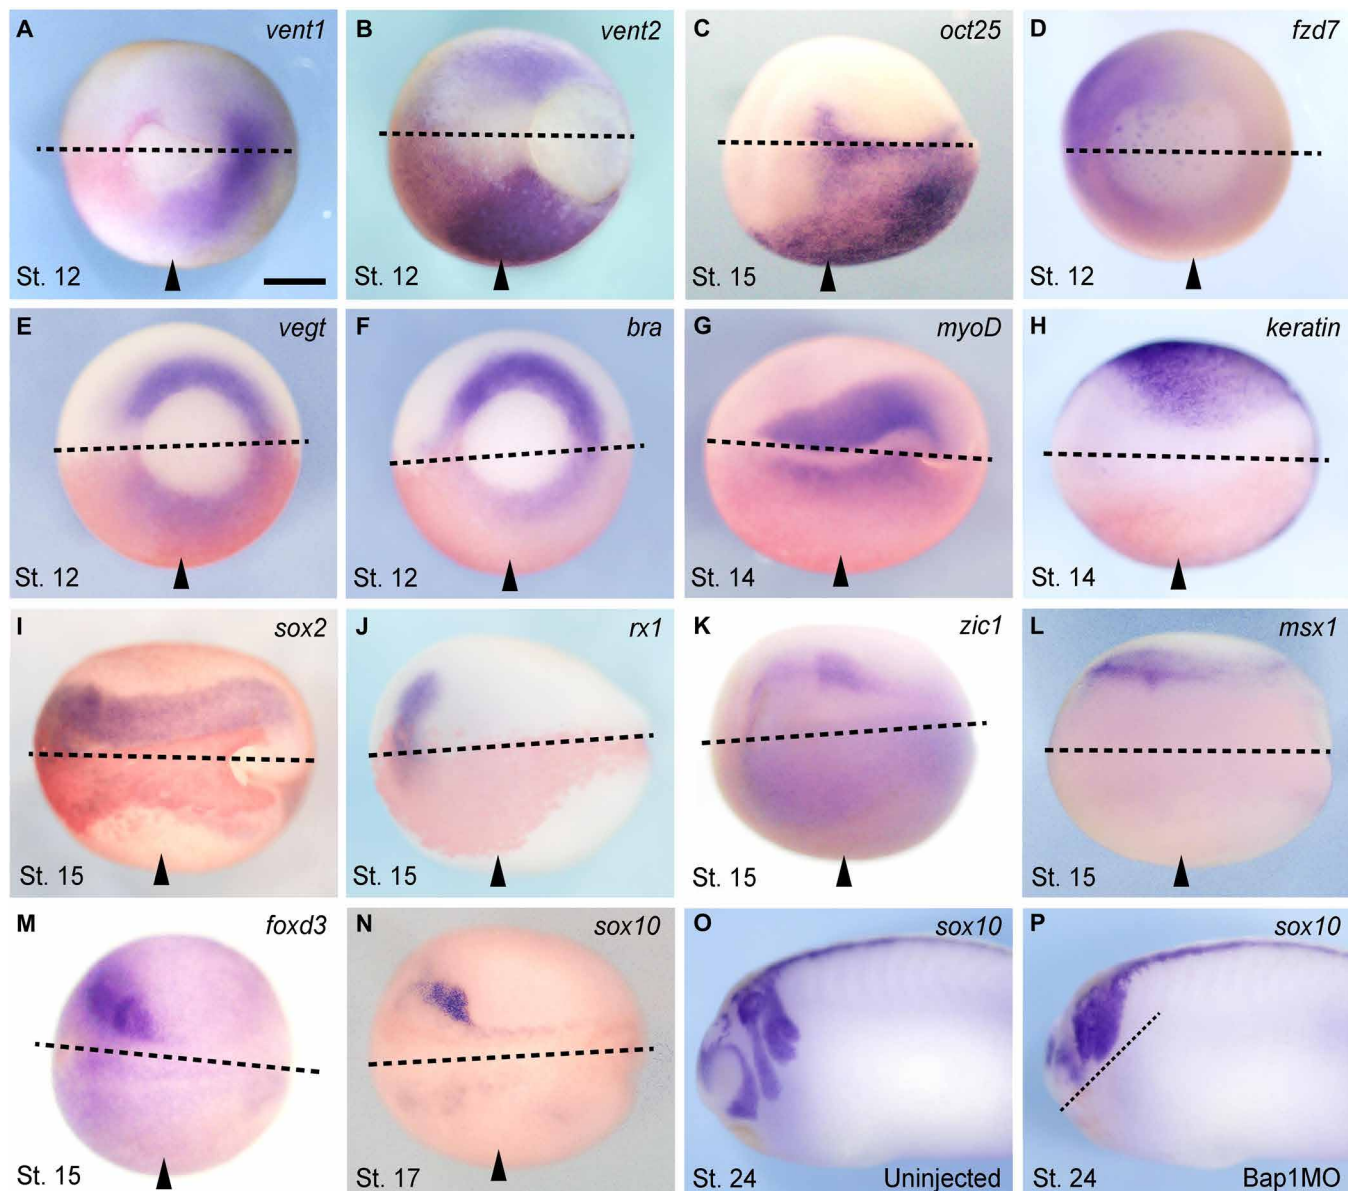 A vent1
St. 12
B vent2
St. 12
C oct25
St. 15
D fzd7
St. 12
E vegt
St. 12
F bra
St. 12
G myoD
St. 14
H keratin
St. 14
I sox2
St. 15
J rx1
St. 15
K zic1
St. 15
L msx1
St. 15
M foxd3
St. 15
N sox10
St. 17
O sox10
St. 24 Uninjected
P sox10
St. 24 Bap1MO